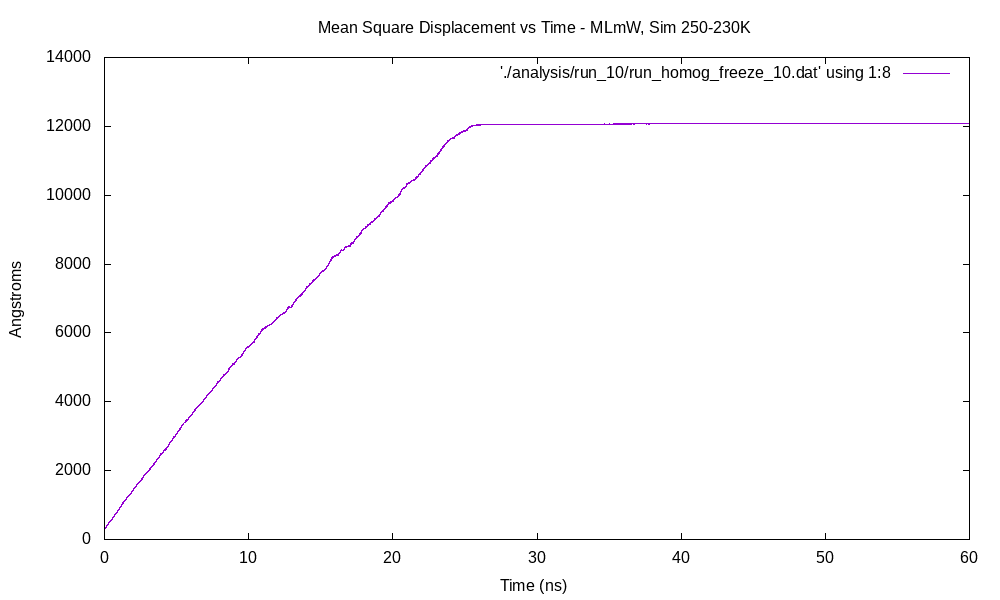 Mean Square Displacement vs Time - MLmW, Sim 250-230K
'./analysis/run_10/run_homog_freeze_10.dat' using 1:8
14000
12000
10000
8000
6000
4000
2000
0
Angstroms
0 10 20 30 40 50 60
Time (ns)